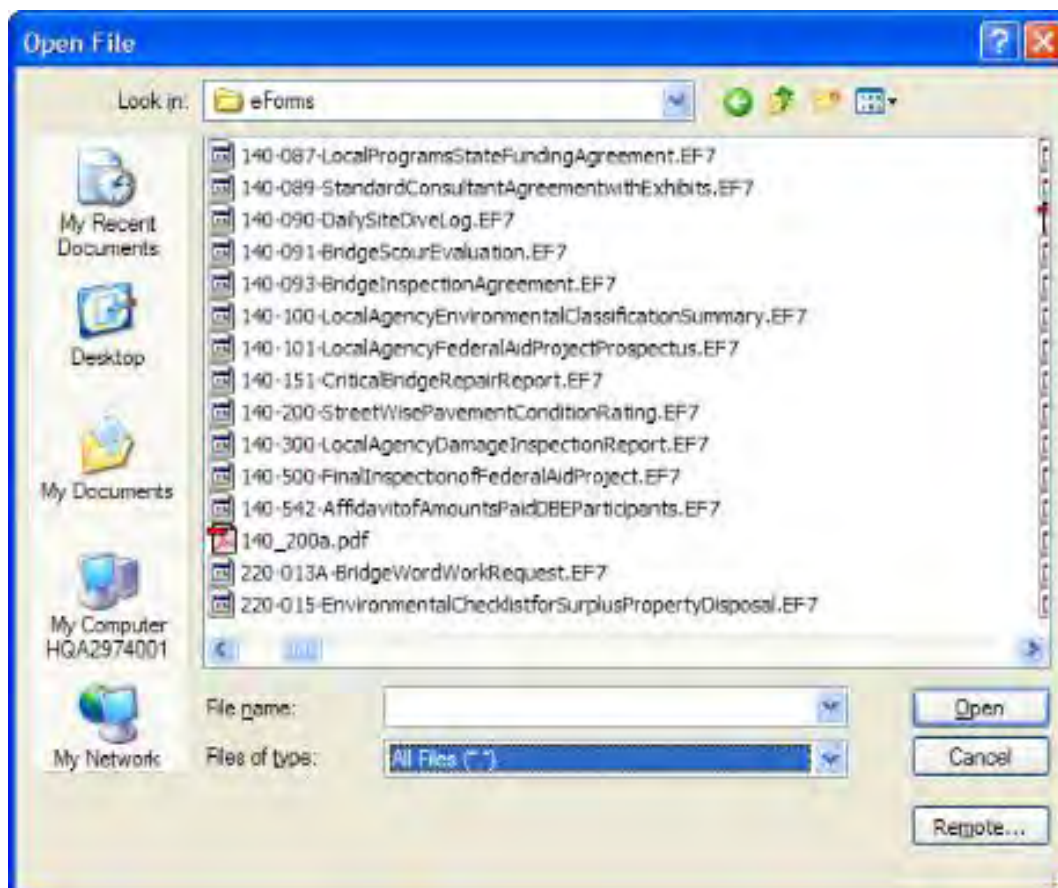 Open File
Look in:
eForms
My Recent
Documents
Desktop
My Documents
My Computer
HQA2974001
My Network
140-087-LocalProgramsStateFundingAgreement.EF7
140-089-StandardConsultantAgreementwithExhibits.EF7
140-090-DailySiteDiveLog.EF7
140-091-BridgeScourEvaluation.EF7
140-093-BridgeInspectionAgreement.EF7
140-100-LocalAgencyEnvironmentalClassificationSummary.EF7
140-101-LocalAgencyFederalAidProjectProspectus.EF7
140-151-CriticalBridgeRepairReport.EF7
140-200-StreetWisePavementConditionRating.EF7
140-300-LocalAgencyDamageInspectionReport.EF7
140-500-FinalInspectionofFederalAidProject.EF7
140-542-AffidavitofAmountsPaidDBEParticipants.EF7
140_200a.pdf
220-013A-BridgeWordWorkRequest.EF7
220-015-EnvironmentalChecklistforSurplusPropertyDisposal.EF7
File name:
Open
Files of type:
All Files (*.*)
Cancel
Remote...